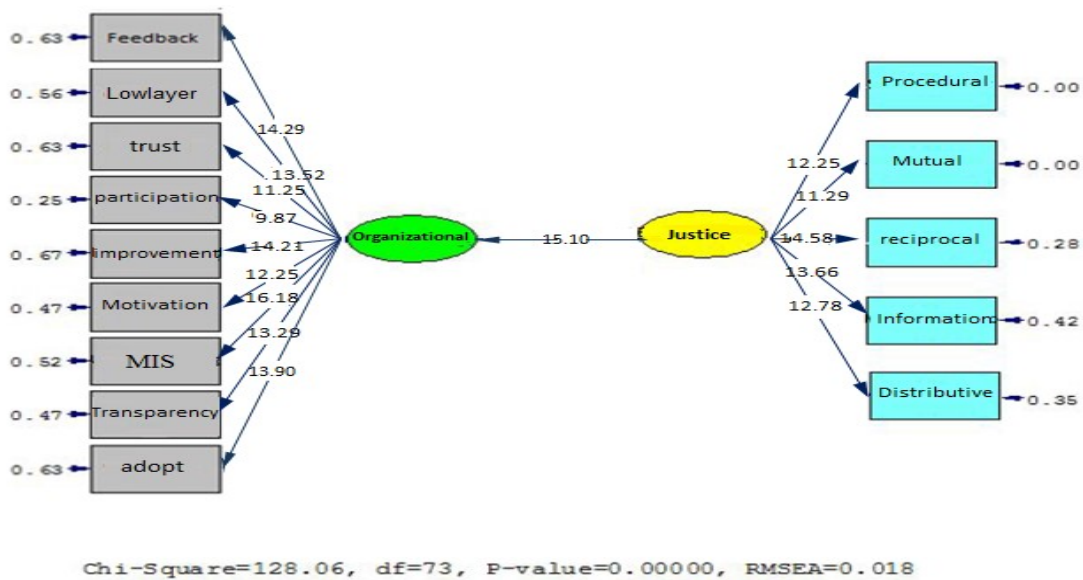 0.63 Feedback
0.56 Lowlayer
0.63 trust
0.25 participation
0.67 improvement
0.47 Motivation
0.52 MIS
0.47 Transparency
0.63 adopt
14.29
13.52
11.25
9.87
14.21
12.25
16.18
13.29
13.90
Organizational
15.10
Justice
12.25
11.29
14.58
13.66
12.78
Procedural 0.00
Mutual 0.00
reciprocal 0.28
Information 0.42
Distributive 0.35
Chi-Square=128.06, df=73, P-value=0.00000, RMSEA=0.018